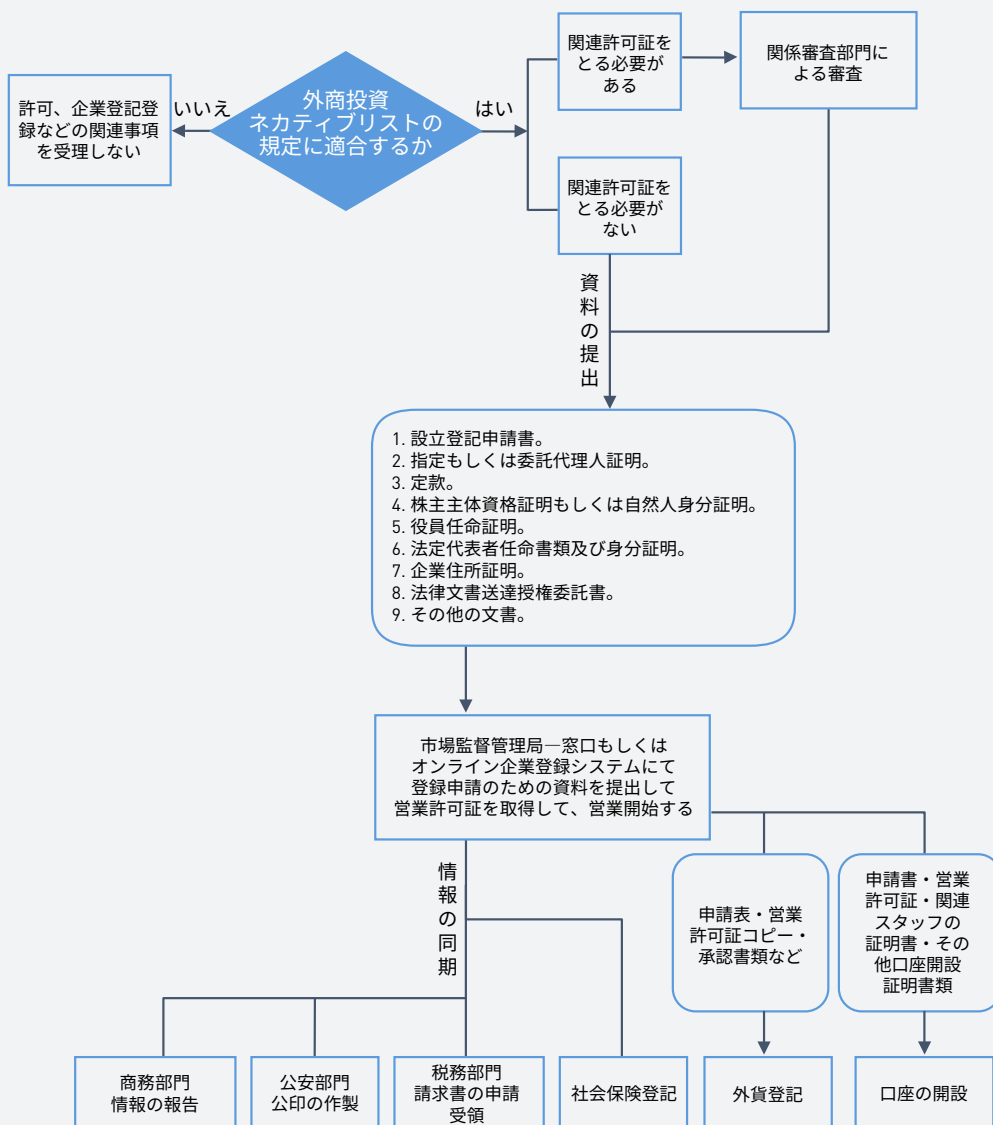 関連許可証を
とる必要が
ある
関係審査部門に
よる審査
許可、企業登記登
録などの関連事項
を受理しない
いいえ
外商投資
ネカティブリストの
規定に適合するか
はい
関連許可証を
とる必要が
ない
資料の提出
1. 設立登記申請書。
2. 指定もしくは委託代理人証明。
3. 定款。
4. 株主主体資格証明もしくは自然人身分証明。
5. 役員任命証明。
6. 法定代表者任命書類及び身分証明。
7. 企業住所証明。
8. 法律文書送達授権委託書。
9. その他の文書。
市場監督管理局―窓口もしくは
オンライン企業登録システムにて
登録申請のための資料を提出して
営業許可証を取得して、営業開始する
情報の同期
申請表・営業
許可証コピー・
承認書類など
申請書・営業
許可証・関連
スタッフの
証明書・その
他口座開設
証明書類
商務部門
情報の報告
公安部門
公印の作製
税務部門
請求書の申請
受領
社会保険登記
外貨登記
口座の開設